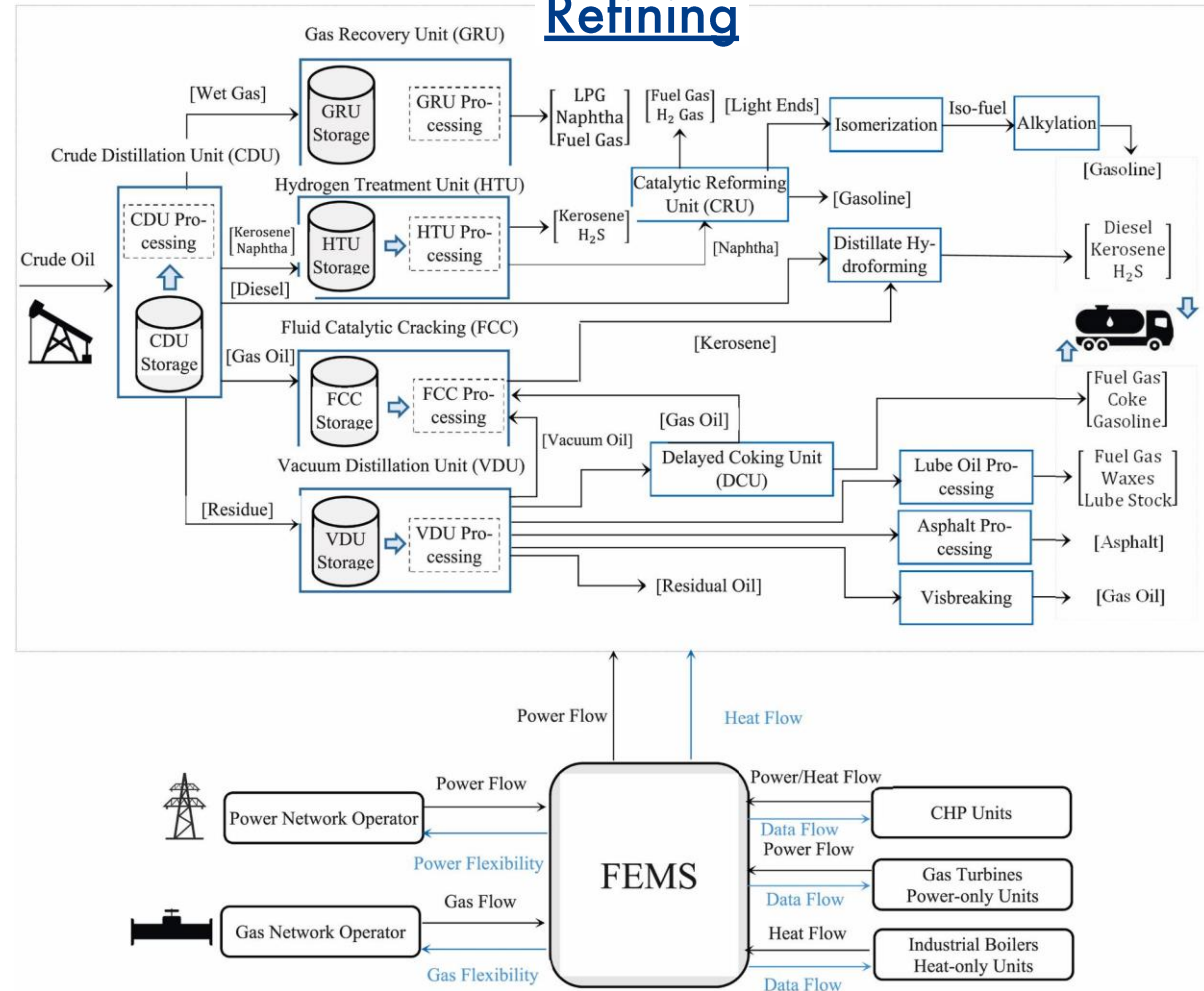 Refining
Gas Recovery Unit (GRU)
[Wet Gas]
GRU
Storage
GRU Pro-
cessing
LPG
Naphtha
Fuel Gas
[Fuel Gas
H₂ Gas]
[Light Ends]
Isomerization
Iso-fuel
Alkylation
[Gasoline]
Crude Distillation Unit (CDU)
CDU Pro-
cessing
CDU
Storage
Crude Oil
Hydrogen Treatment Unit (HTU)
[Kerosene
Naphtha]
HTU
Storage
HTU Pro-
cessing
[Kerosene
H₂S]
Catalytic Reforming
Unit (CRU)
[Gasoline]
[Naphtha]
[Diesel]
Distillate Hy-
droforming
Diesel
Kerosene
H₂S
Fluid Catalytic Cracking (FCC)
[Gas Oil]
FCC
Storage
FCC Pro-
cessing
[Kerosene]
[Gas Oil]
[Vacuum Oil]
Vacuum Distillation Unit (VDU)
[Residue]
VDU
Storage
VDU Pro-
cessing
Delayed Coking Unit
(DCU)
Fuel Gas
Coke
Gasoline
Lube Oil Pro-
cessing
Fuel Gas
Waxes
Lube Stock
Asphalt Pro-
cessing
[Asphalt]
[Residual Oil]
Visbreaking
[Gas Oil]
Power Flow
Heat Flow
Power Flow
Power Network Operator
Power Flexibility
Gas Flow
Gas Network Operator
Gas Flexibility
FEMS
Power/Heat Flow
CHP Units
Data Flow
Power Flow
Gas Turbines
Power-only Units
Data Flow
Heat Flow
Industrial Boilers
Heat-only Units
Data Flow